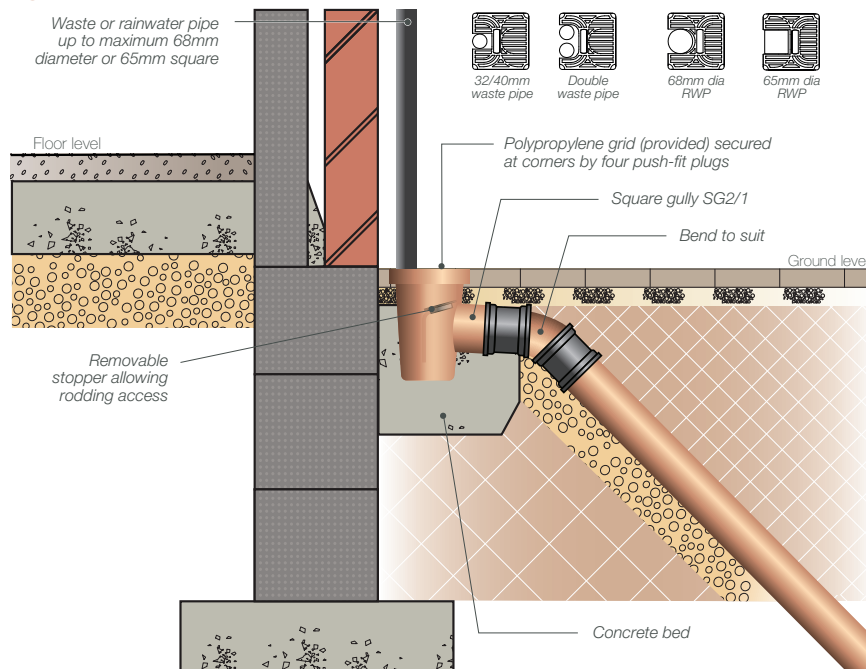 Waste or rainwater pipe
up to maximum 68mm
diameter or 65mm square
32/40mm
waste pipe
Double
waste pipe
68mm dia
RWP
65mm dia
RWP
Floor level
Polypropylene grid (provided) secured
at corners by four push-fit plugs
Square gully SG2/1
Bend to suit
Ground level
Removable
stopper allowing
rodding access
Concrete bed